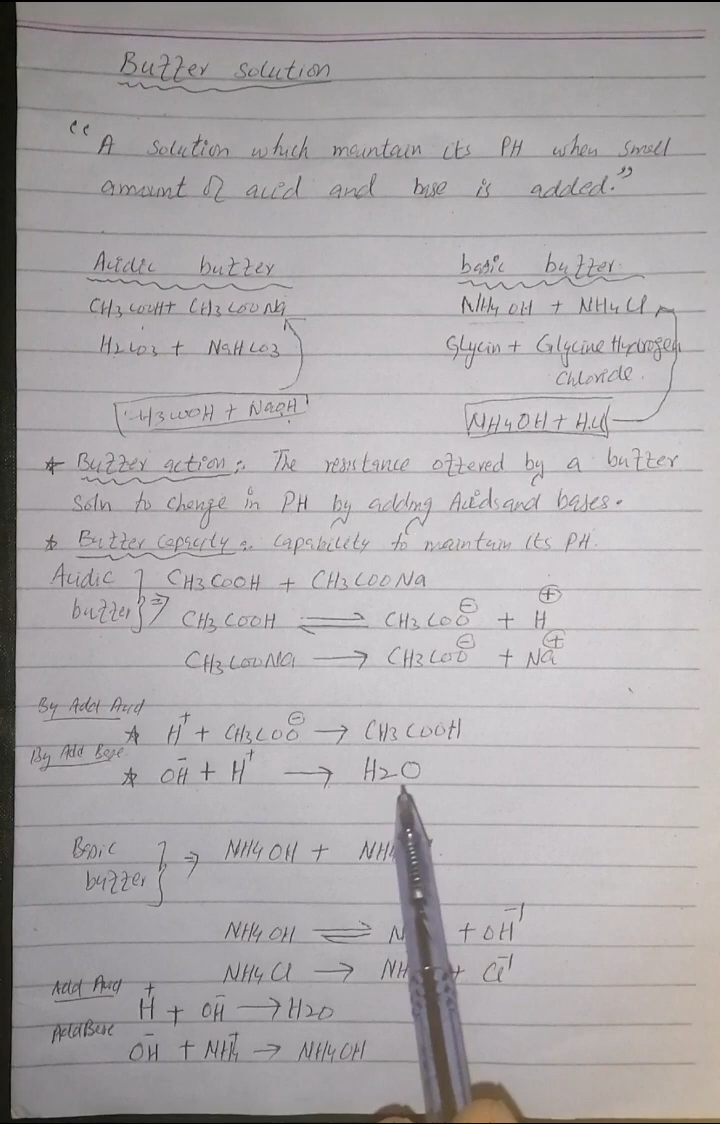 Buffer solution
“A solution which maintain its PH when small
amount of acid and base is added.”
Acidic buffer
basic buffer.
CH3COOH + CH3COONa
NH4OH + NH4Cl
H2CO3 + NaHCO3
Glycin + Glycine Hydrogen
Chloride.
CH3COOH + NaOH
NH4OH + HCl
* Buffer action :. The resistance offered by a buffer
Soln to change in PH by adding Acids and bases.
* Buffer Capacity :. Capability to maintain its PH.
Acidic } CH3COOH + CH3COONa
buffer } ⇒ CH3COOH ⇌ CH3COO⊖ + H⊕
CH3COONa → CH3COO⊖ + Na⊕
By Add Acid
* H+ + CH3COO⊖ → CH3COOH
By Add Base
* OH- + H+ → H2O
Basic } ⇒ NH4OH + NH4
buffer }
NH4OH ⇌ N + OH-1
NH4Cl → NH + Cl-1
Add Acid
H+ + OH- → H2O
Add Base
OH- + NH4+ → NH4OH